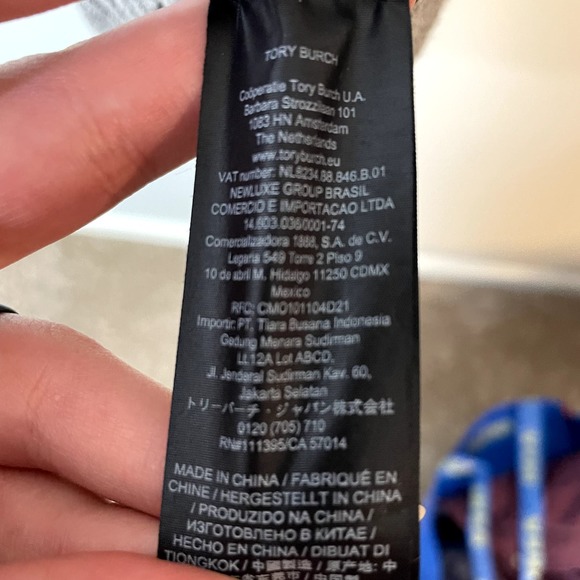 TORY BURCH
Coöperatie Tory Burch U.A.
Barbara Strozzilaan 101
1083 HN Amsterdam
The Netherlands
www.toryburch.eu
VAT number: NL8234.88.846.B.01
NEWLUXE GROUP BRASIL
COMERCIO E IMPORTACAO LTDA
14.603.036/0001-74
Comercializadora 1888, S.A. de C.V.
Legaria 549 Torre 2 Piso 9
10 de abril M. Hidalgo 11250 CDMX
Mexico
RFC: CMO101104D21
Importir: PT. Tiara Busana Indonesia
Gedung Menara Sudirman
Lt.12A Lot ABCD,
Jl. Jenderal Sudirman Kav. 60,
Jakarta Selatan
トリーバーチ・ジャパン株式会社
0120 (705) 710
RN#111395/CA 57014
MADE IN CHINA / FABRIQUÉ EN
CHINE / HERGESTELLT IN CHINA
/ PRODUZIDO NA CHINA /
ИЗГОТОВЛЕНО В КИТАЕ /
HECHO EN CHINA / DIBUAT DI
TIONGKOK / 中國製造 / 原产地: 中